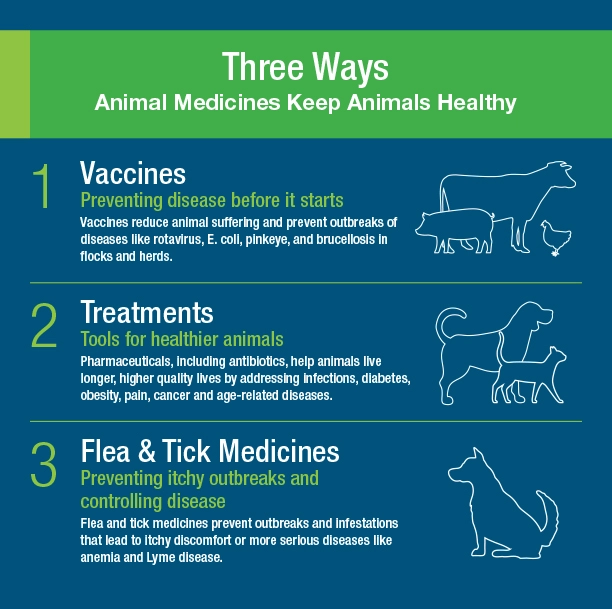 Three Ways
Animal Medicines Keep Animals Healthy
1
Vaccines
Preventing disease before it starts
Vaccines reduce animal suffering and prevent outbreaks of
diseases like rotavirus, E. coli, pinkeye, and brucellosis in
flocks and herds.
2
Treatments
Tools for healthier animals
Pharmaceuticals, including antibiotics, help animals live
longer, higher quality lives by addressing infections, diabetes,
obesity, pain, cancer and age-related diseases.
3
Flea & Tick Medicines
Preventing itchy outbreaks and
controlling disease
Flea and tick medicines prevent outbreaks and infestations
that lead to itchy discomfort or more serious diseases like
anemia and Lyme disease.